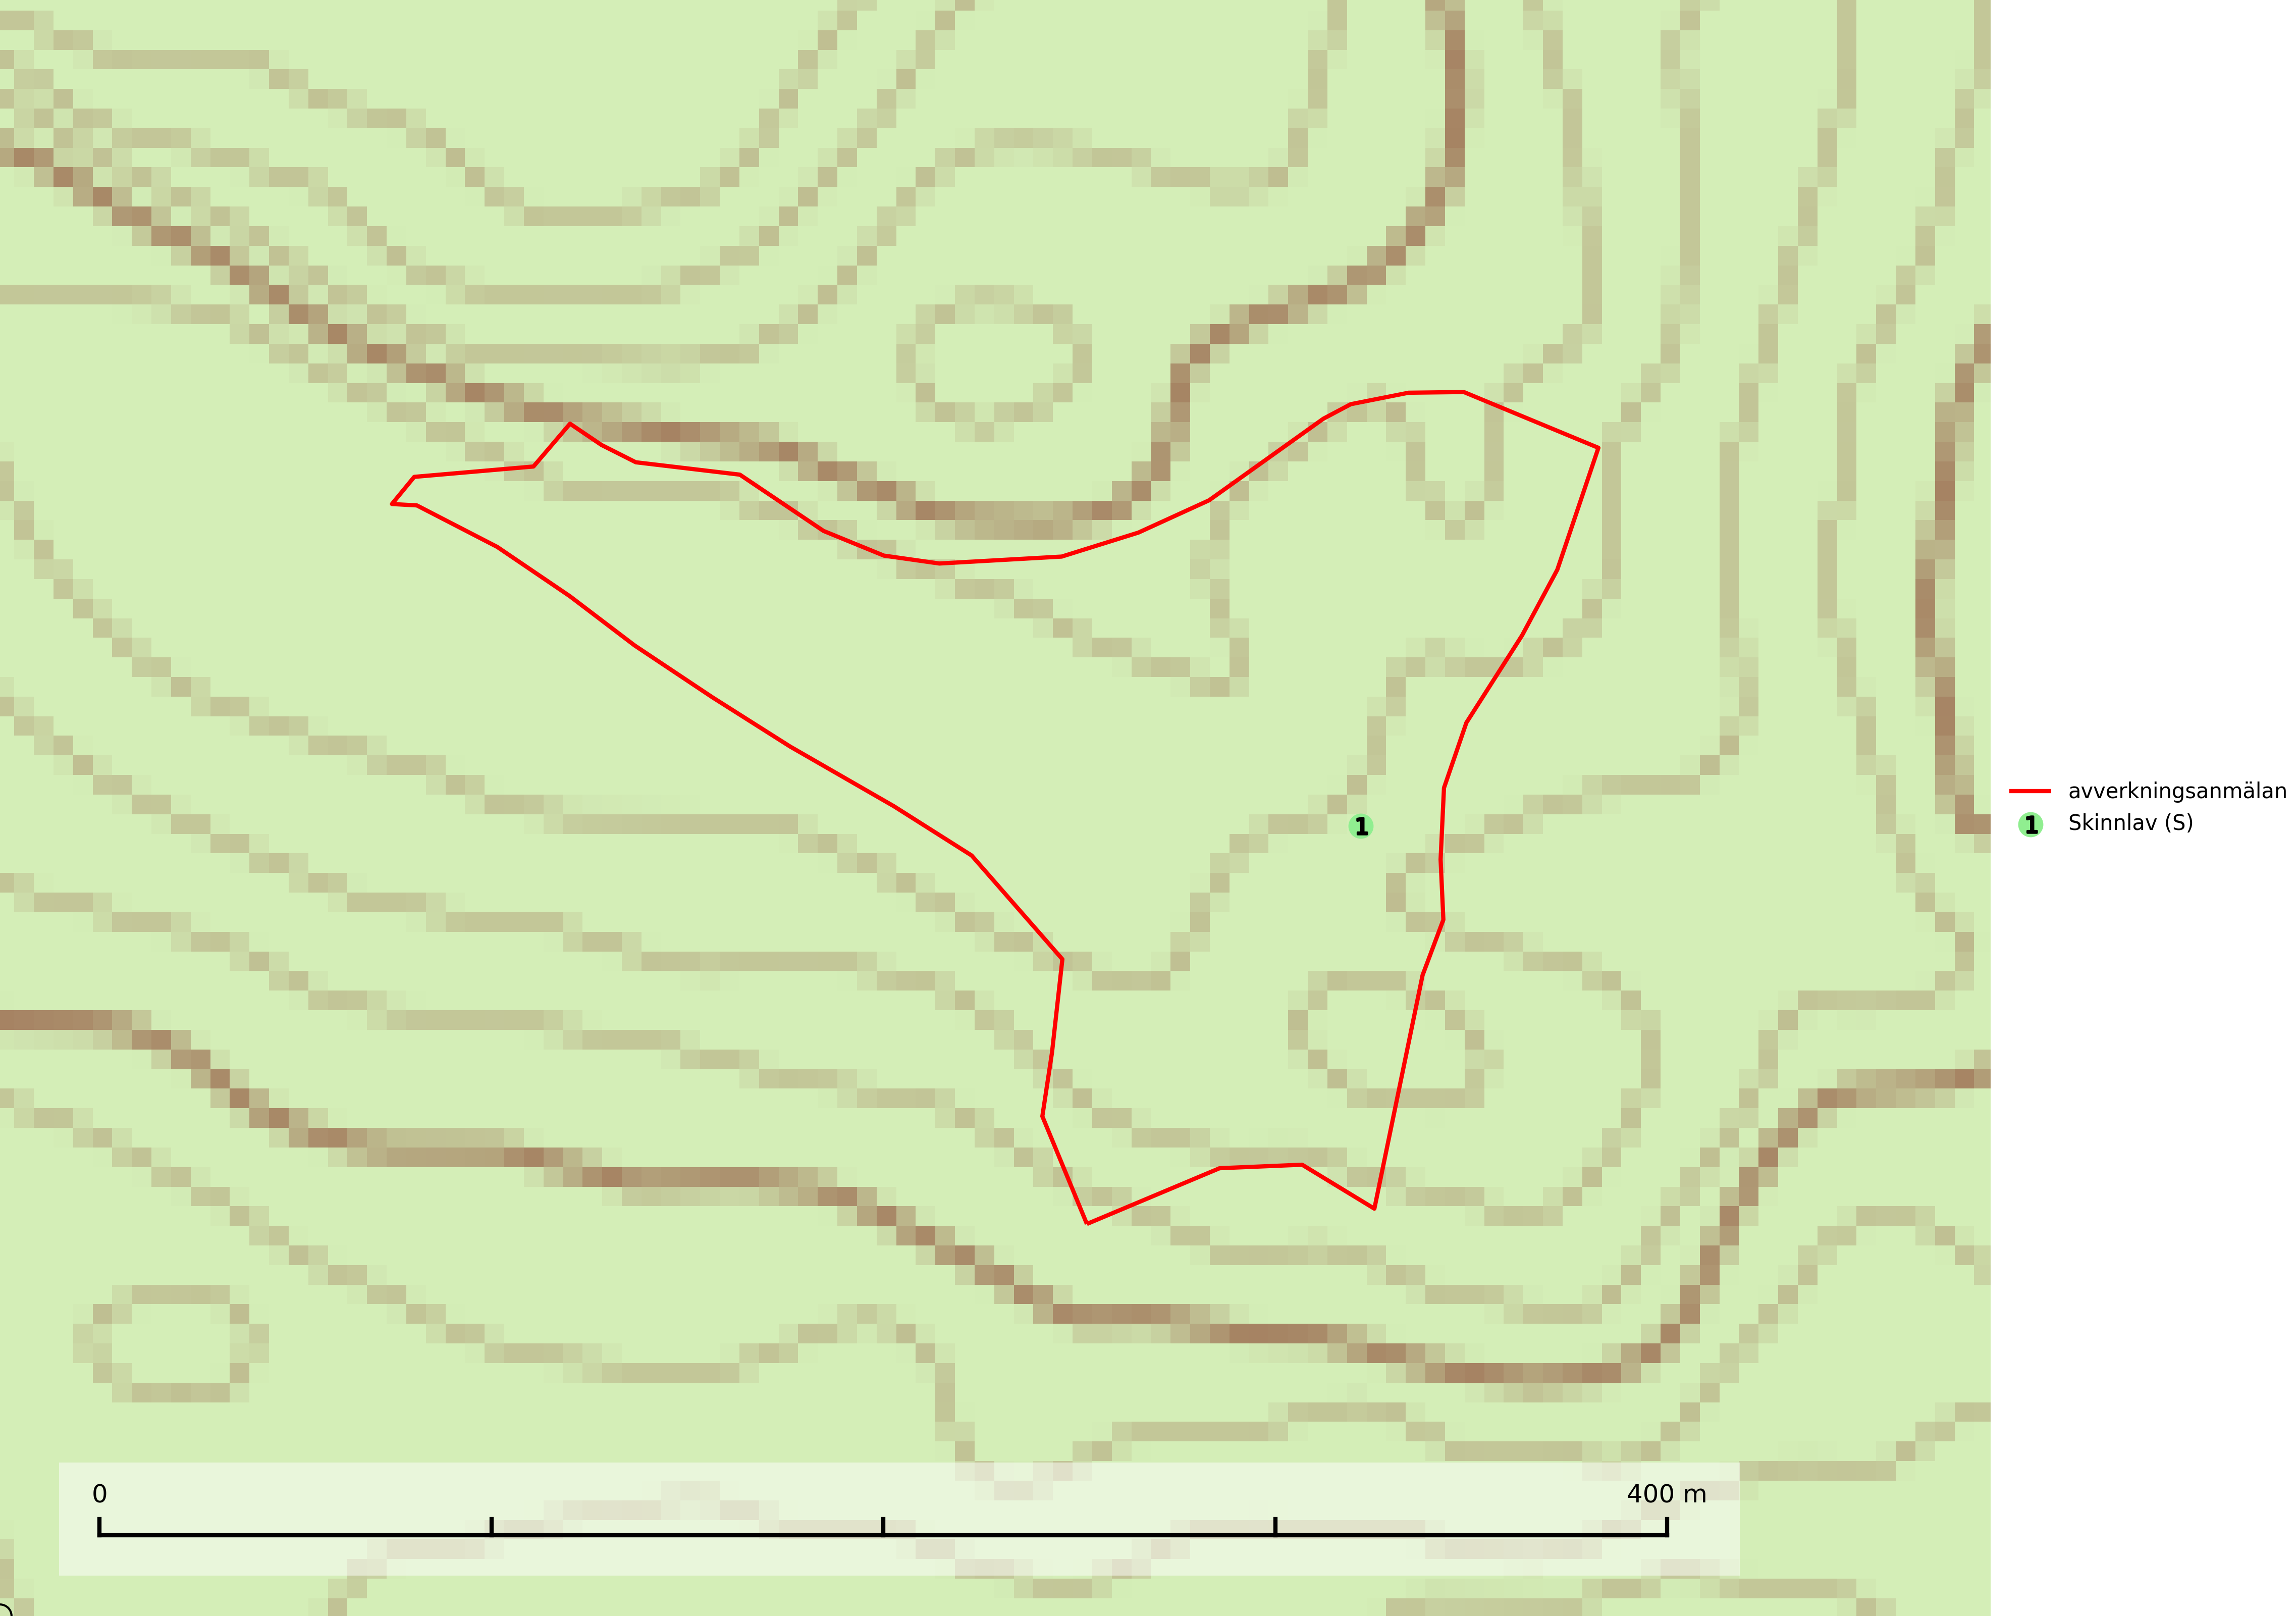 1
avverkningsanmälan
1 Skinnlav (S)
0 400 m